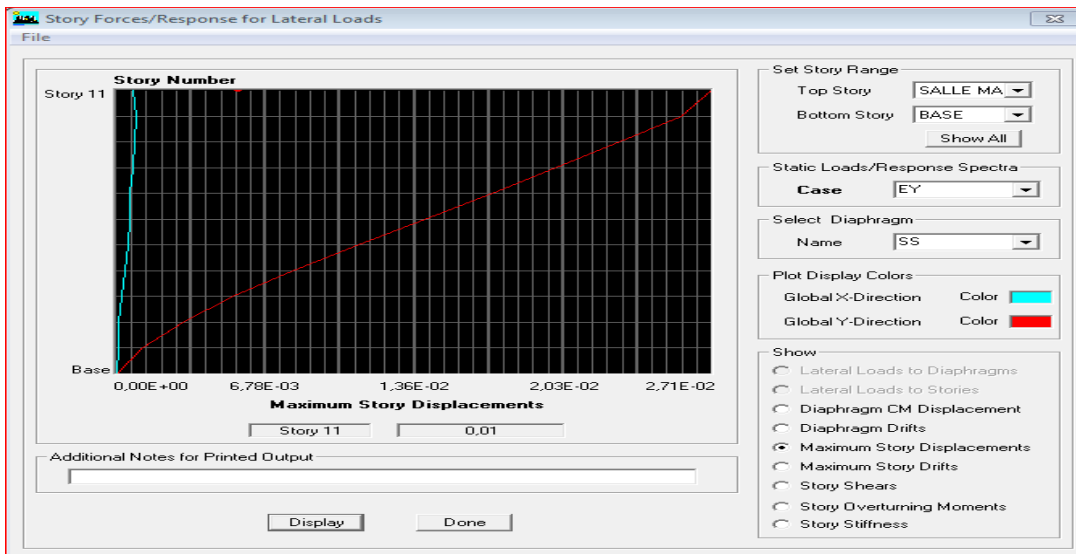 Story Forces/Response for Lateral Loads
File
Story Number
Story 11
Base
0,00E+00 6,78E-03 1,36E-02 2,03E-02 2,71E-02
Maximum Story Displacements
Story 11 0,01
Additional Notes for Printed Output
Display Done
Set Story Range
Top Story SALLE MA
Bottom Story BASE
Show All
Static Loads/Response Spectra
Case EY
Select Diaphragm
Name SS
Plot Display Colors
Global X-Direction Color
Global Y-Direction Color
Show
Lateral Loads to Diaphragms
Lateral Loads to Stories
Diaphragm CM Displacement
Diaphragm Drifts
Maximum Story Displacements
Maximum Story Drifts
Story Shears
Story Overturning Moments
Story Stiffness